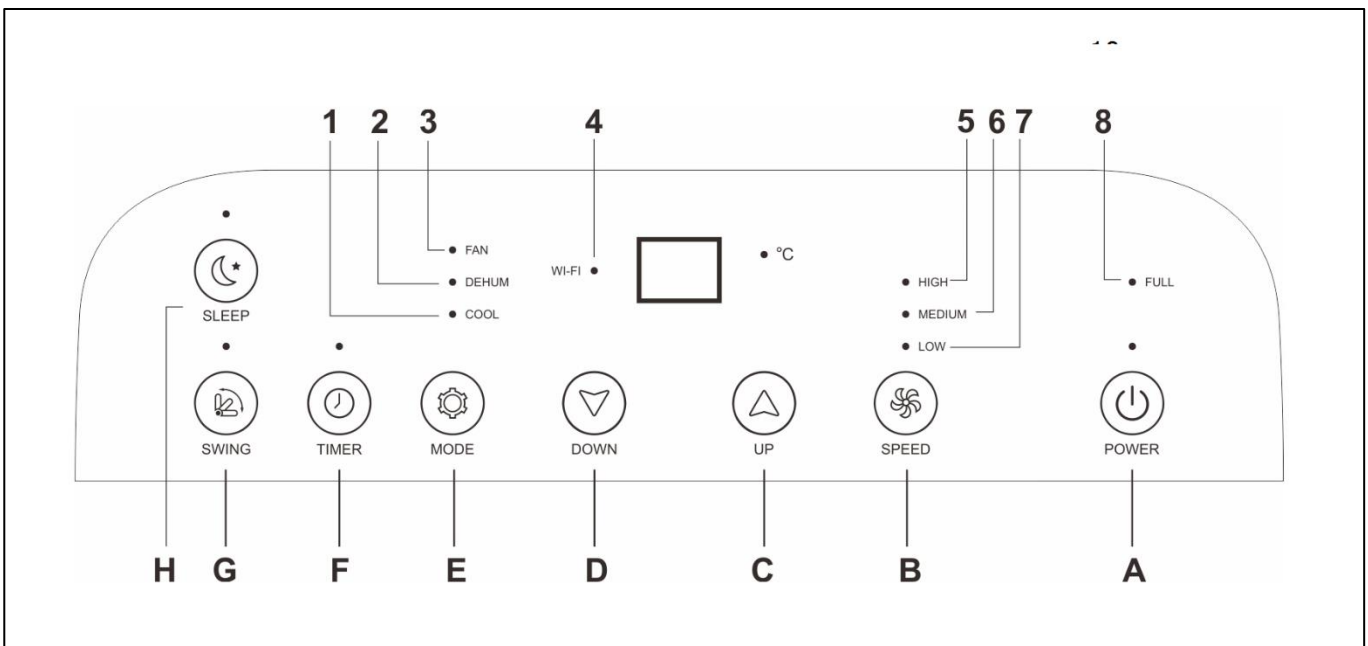 1 2 3 4 5 6 7 8
FAN
WI-FI °C
DEHUM HIGH FULL
SLEEP COOL MEDIUM
LOW
SWING TIMER MODE DOWN UP SPEED POWER
H G F E D C B A